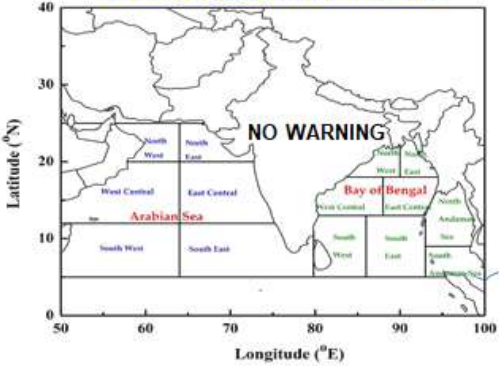 40
30
20
10
0
Latitude (°N)
50
60
70
80
90
100
Longitude (°E)
NO WARNING
North
West
North
East
West Central
East Central
Arabian Sea
South West
South East
North
West
North
East
Bay of Bengal
West Central
East Central
North
Andaman
Sea
South
West
South
East
South
Andaman Sea